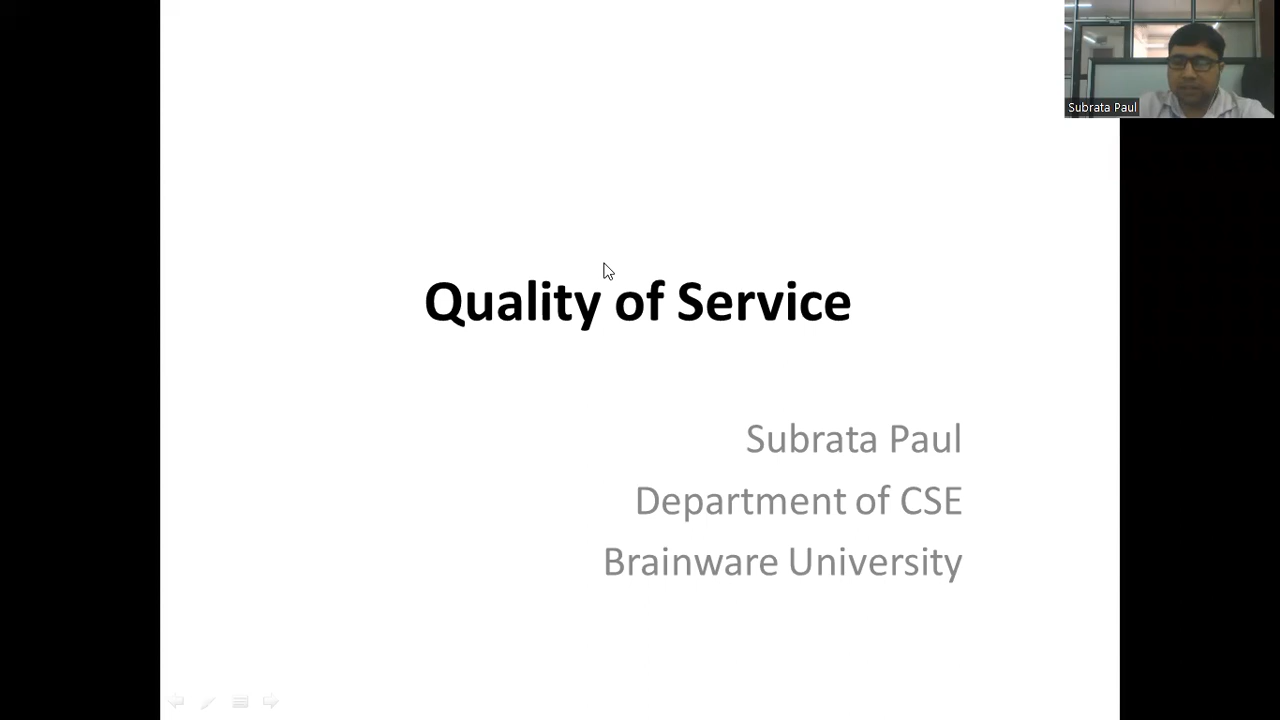 Subrata Paul
Quality of Service
Subrata Paul
Department of CSE
Brainware University